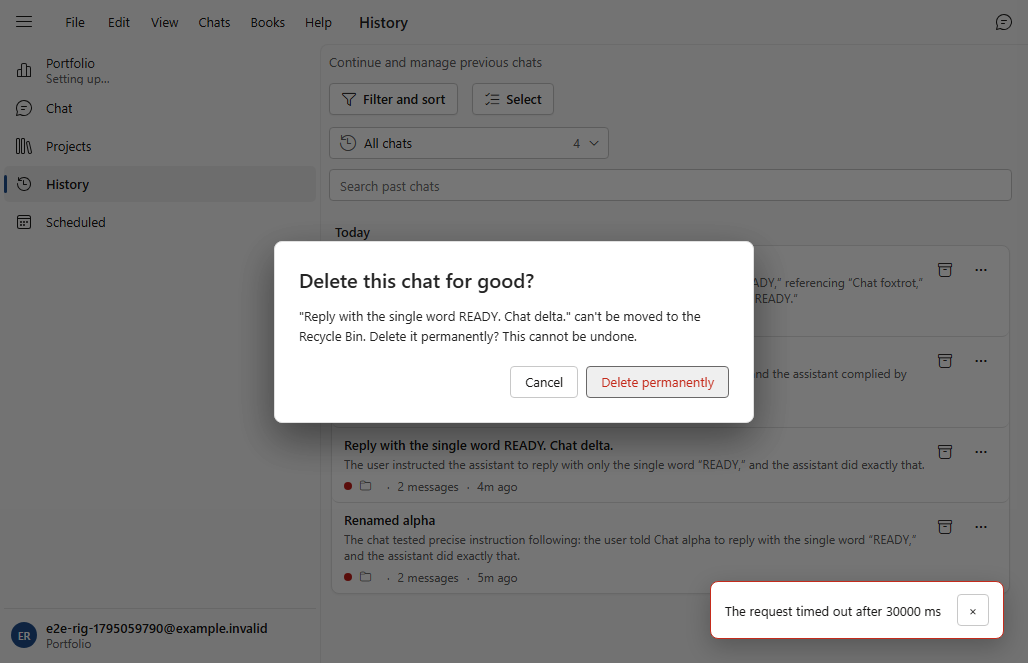 File Edit View Chats Books Help History
Portfolio
Setting up...
Chat
Projects
History
Scheduled
Continue and manage previous chats
Filter and sort Select
All chats 4
Search past chats
Today
READY," referencing "Chat foxtrot,"
READY."
and the assistant complied by
Delete this chat for good?
"Reply with the single word READY. Chat delta." can't be moved to the
Recycle Bin. Delete it permanently? This cannot be undone.
Cancel Delete permanently
Reply with the single word READY. Chat delta.
The user instructed the assistant to reply with only the single word "READY," and the assistant did exactly that.
· 2 messages · 4m ago
Renamed alpha
The chat tested precise instruction following: the user told Chat alpha to reply with the single word "READY,"
and the assistant did exactly that.
· 2 messages · 5m ago
The request timed out after 30000 ms ×
ER e2e-rig-1795059790@example.invalid
Portfolio